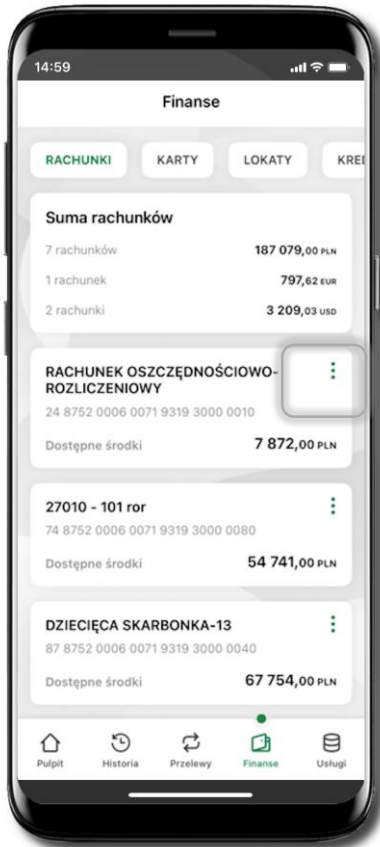 14:59
Finanse
RACHUNKI KARTY LOKATY
Suma rachunków
7 rachunków 187 079,00 PLN
1 rachunek 797,62 EUR
2 rachunki 3 209,03 USD
RACHUNEK OSZCZĘDNOŚCIOWO-
ROZLICZENIOWY
24 8752 0006 0071 9319 3000 0010
Dostępne środki 7 872,00 PLN
27010 - 101 ror
74 8752 0006 0071 9319 3000 0080
Dostępne środki 54 741,00 PLN
DZIECIĘCA SKARBONKA-13
87 8752 0006 0071 9319 3000 0040
Dostępne środki 67 754,00 PLN
Pulpit Historia Przelewy Finanse Usługi